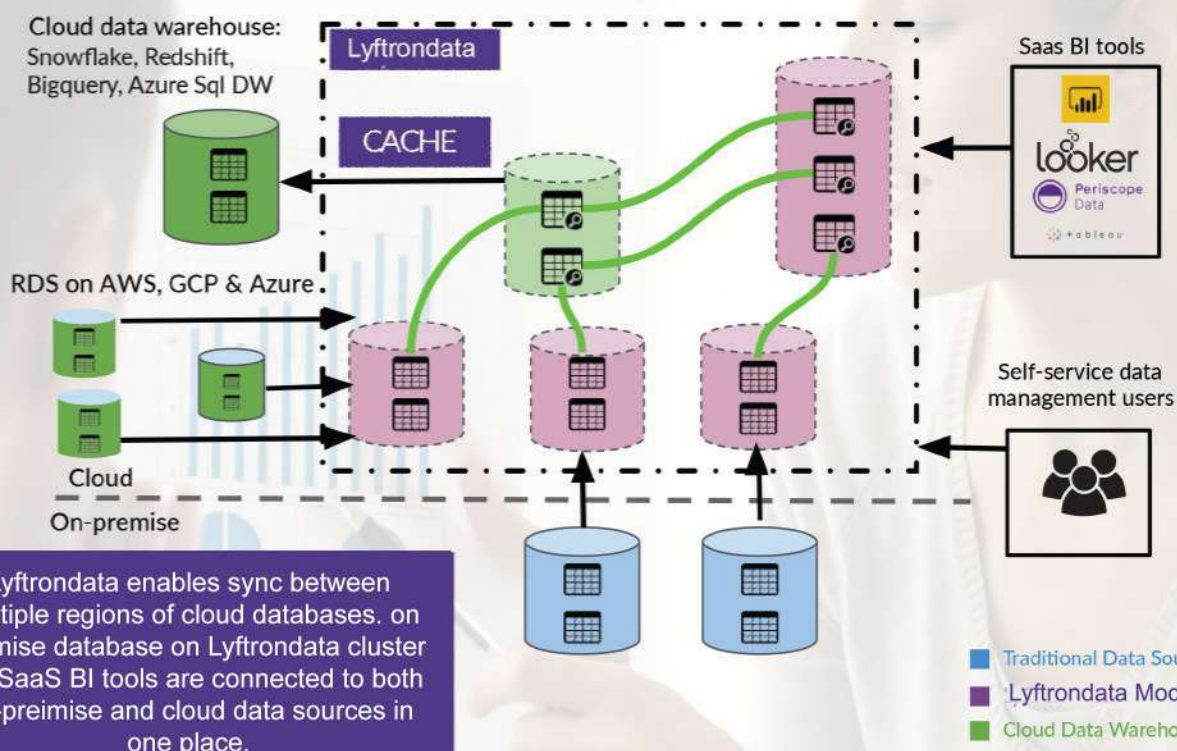 Cloud data warehouse:
Snowflake, Redshift,
Bigquery, Azure Sql DW
Lyftrondata
CACHE
Saas BI tools
looker
Periscope
Data
+ableau
RDS on AWS, GCP & Azure
Self-service data
management users
Cloud
On-premise
yftrondata enables sync between
tiple regions of cloud databases. on
mise database on Lyftrondata cluster
SaaS BI tools are connected to both
-preimise and cloud data sources in
one place.
Traditional Data Sou
Lyftrondata Mod
Cloud Data Wareho